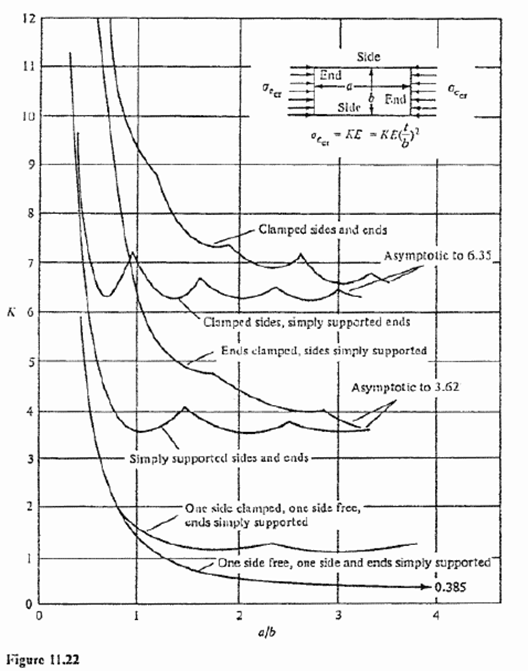 12
11
10
9
8
7
6
5
4
3
2
1
0
K
Side
End
a
b
End
Side
σc_cr
σc_cr
σc_cr = KE = KE(t/b)²
Clamped sides and ends
Asymptotic to 6.35
Clamped sides, simply supported ends
Ends clamped, sides simply supported
Asymptotic to 3.62
Simply supported sides and ends
One side clamped, one side free,
ends simply supported
One side free, one side and ends simply supported
0.385
0 1 2 3 4
a/b
Figure 11.22